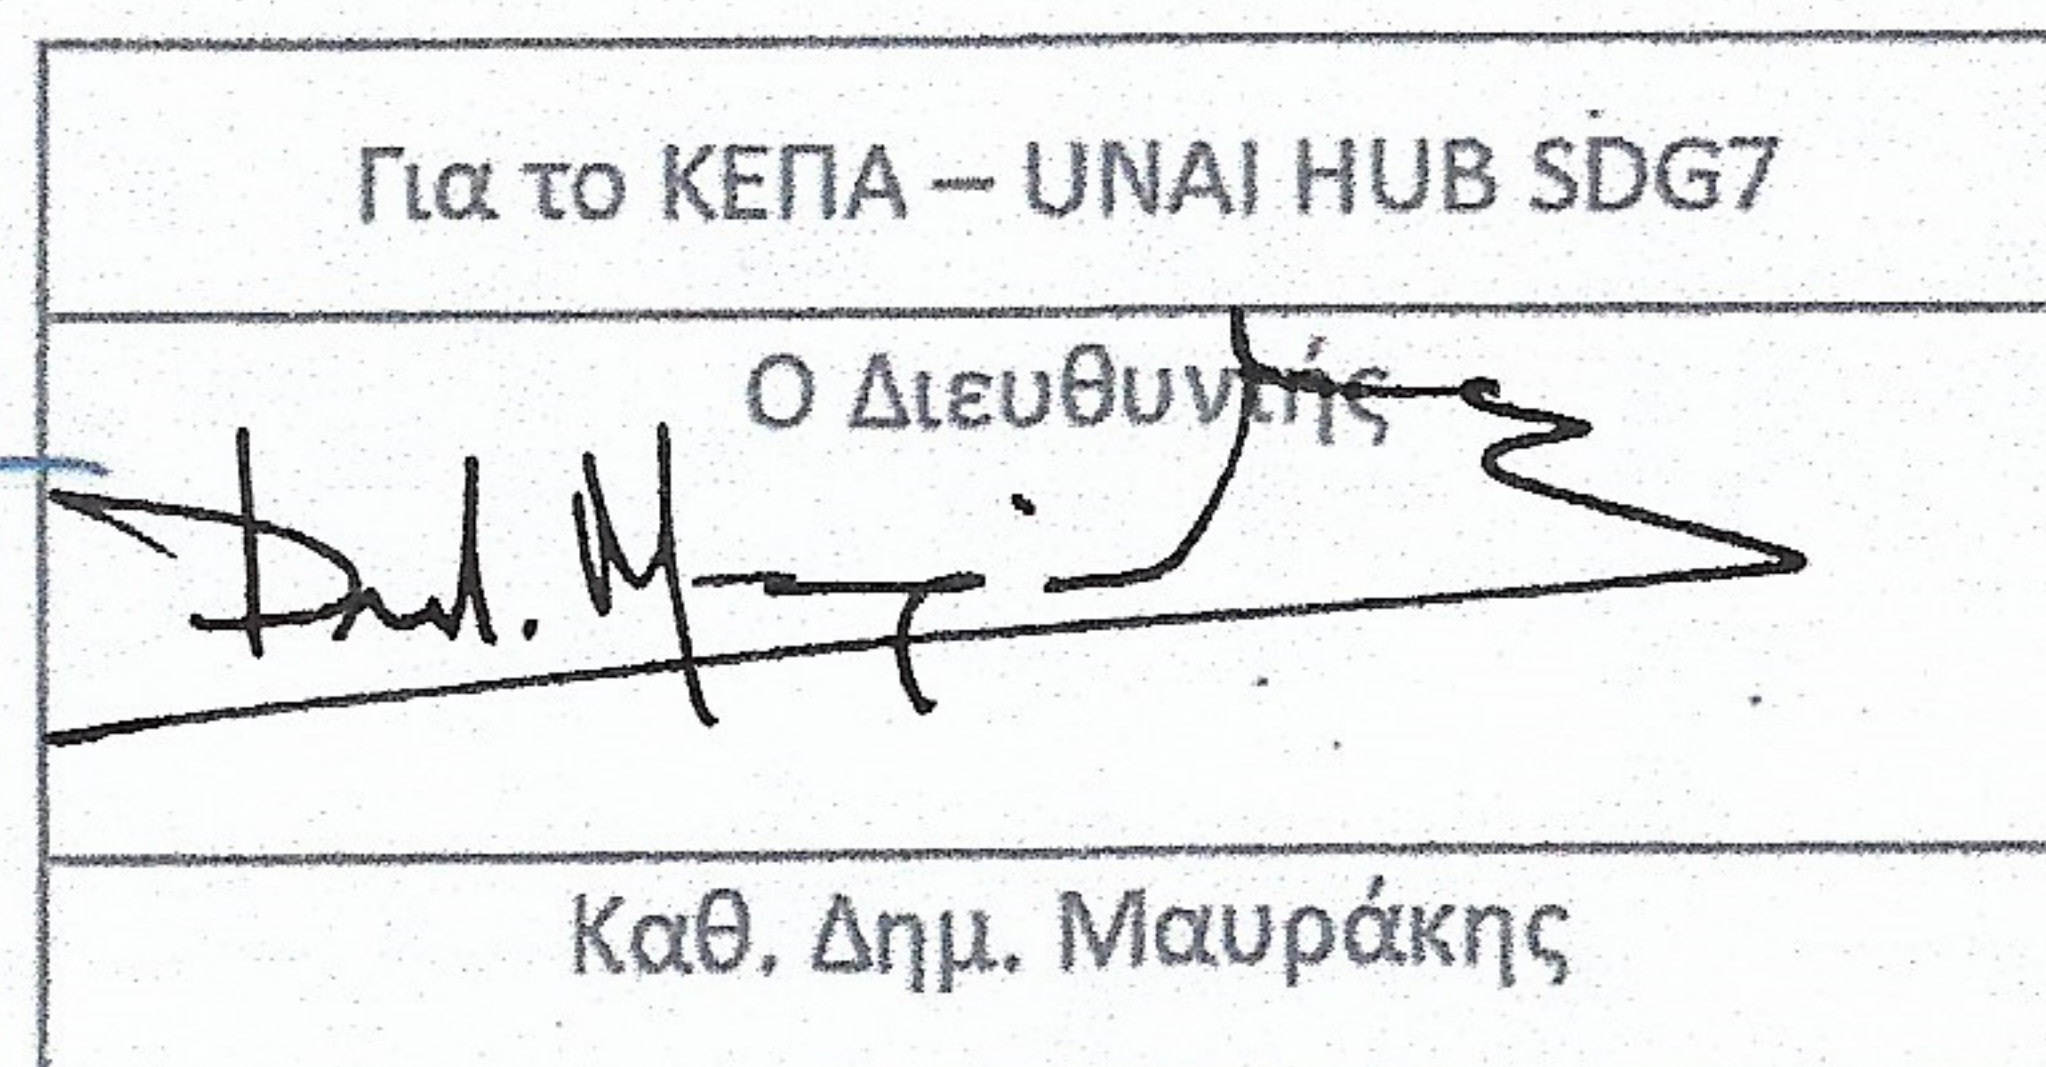 Για το ΚΕΠΑ – UNAI HUB SDG7
Ο Διευθυντής
Καθ. Δημ. Μαυράκης